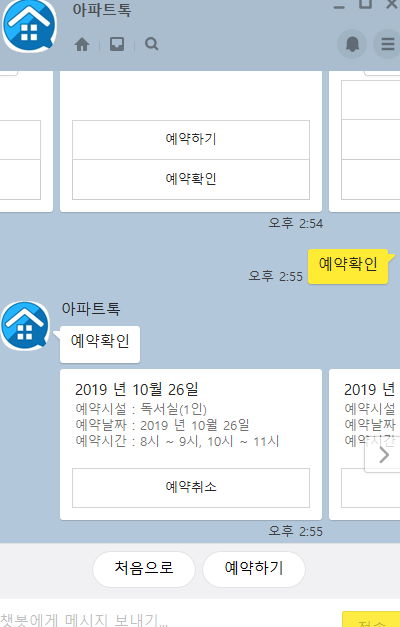 아파트톡
예약하기
예약확인
오후 2:54
오후 2:55
예약확인
아파트톡
예약확인
2019 년 10월 26일
예약시설 : 독서실(1인)
예약날짜 : 2019 년 10월 26일
예약시간 : 8시 ~ 9시, 10시 ~ 11시
예약취소
2019 년
예약시설
예약날짜
예약시간
오후 2:55
처음으로
예약하기
챗봇에게 메시지 보내기...
전송